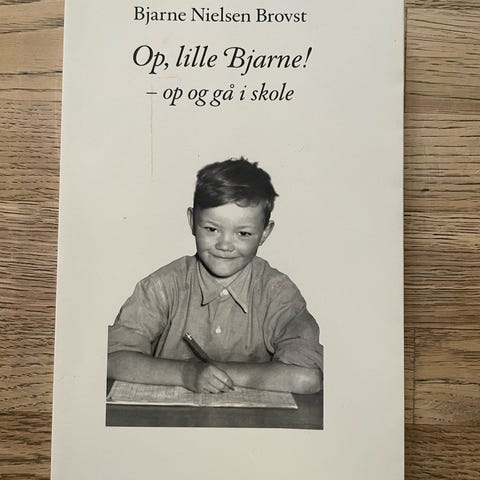 Bjarne Nielsen Brovst
Op, lille Bjarne!
– op og gå i skole